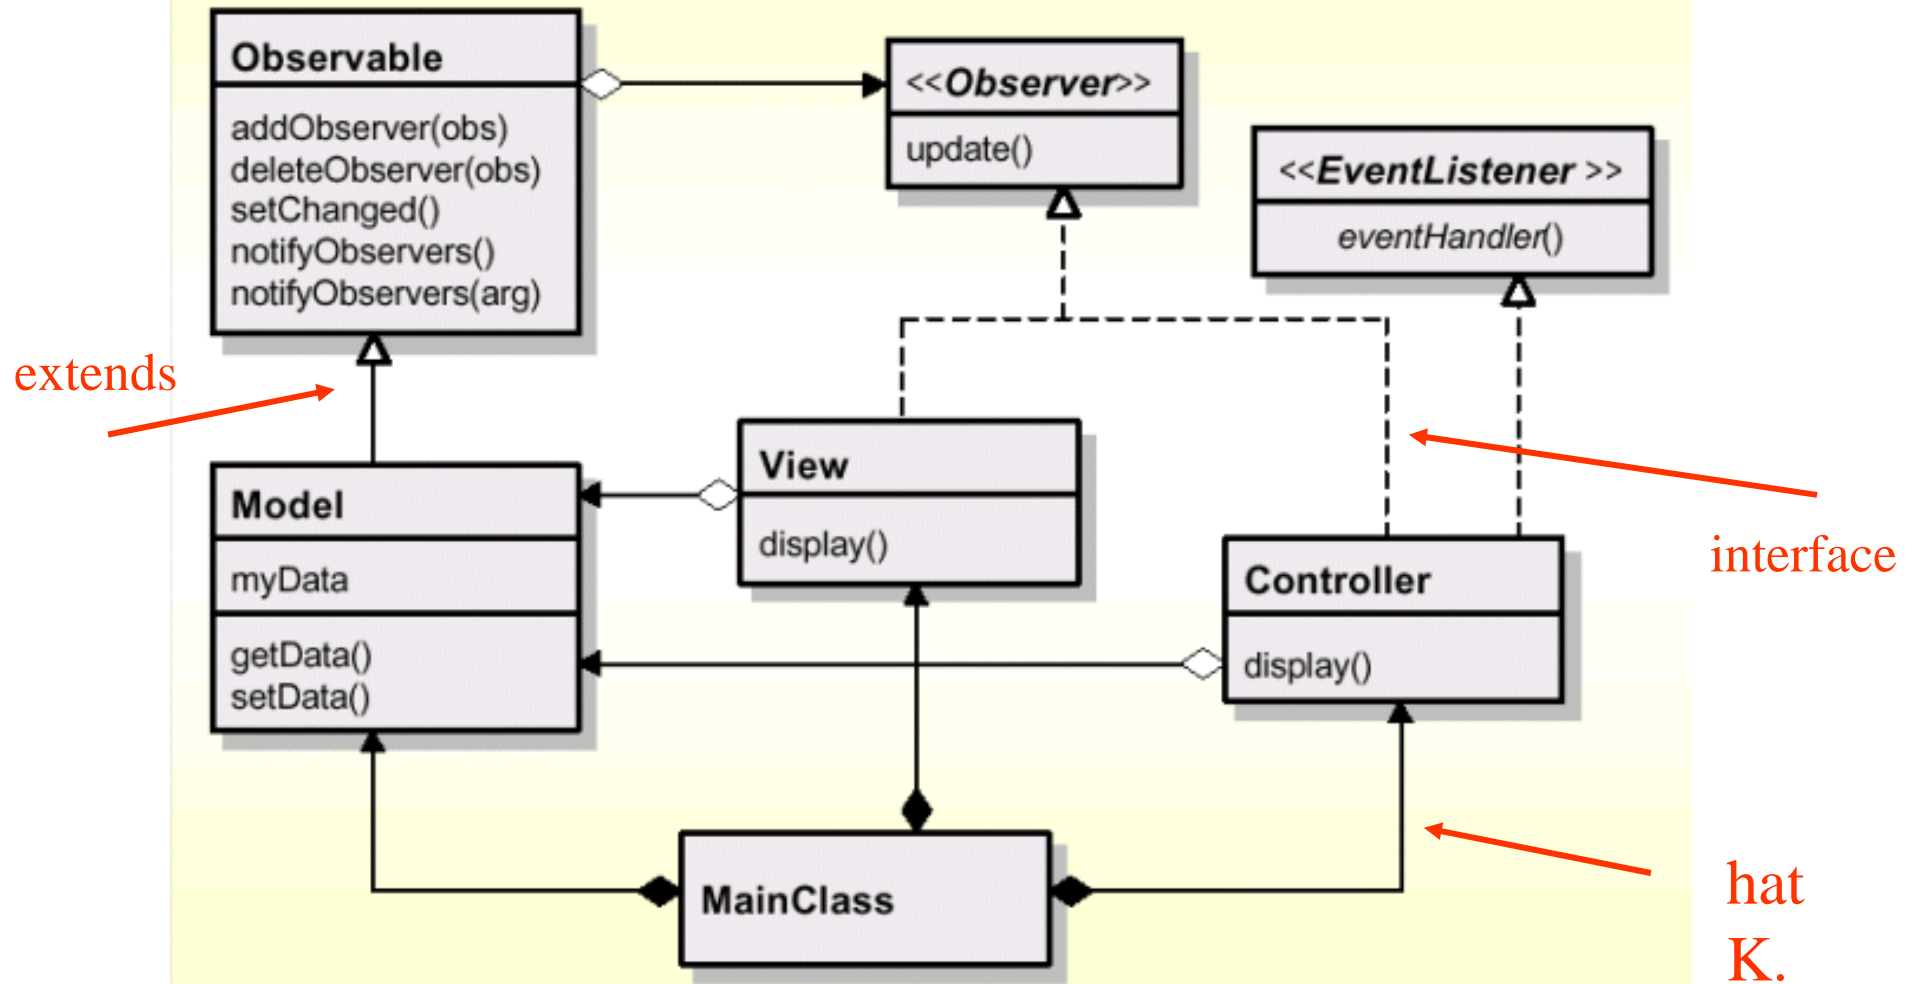 Observable
addObserver(obs)
deleteObserver(obs)
setChanged()
notifyObservers()
notifyObservers(arg)
<<Observer>>
update()
<<EventListener >>
eventHandler()
extends
Model
myData
getData()
setData()
View
display()
Controller
display()
interface
MainClass
hat
K.